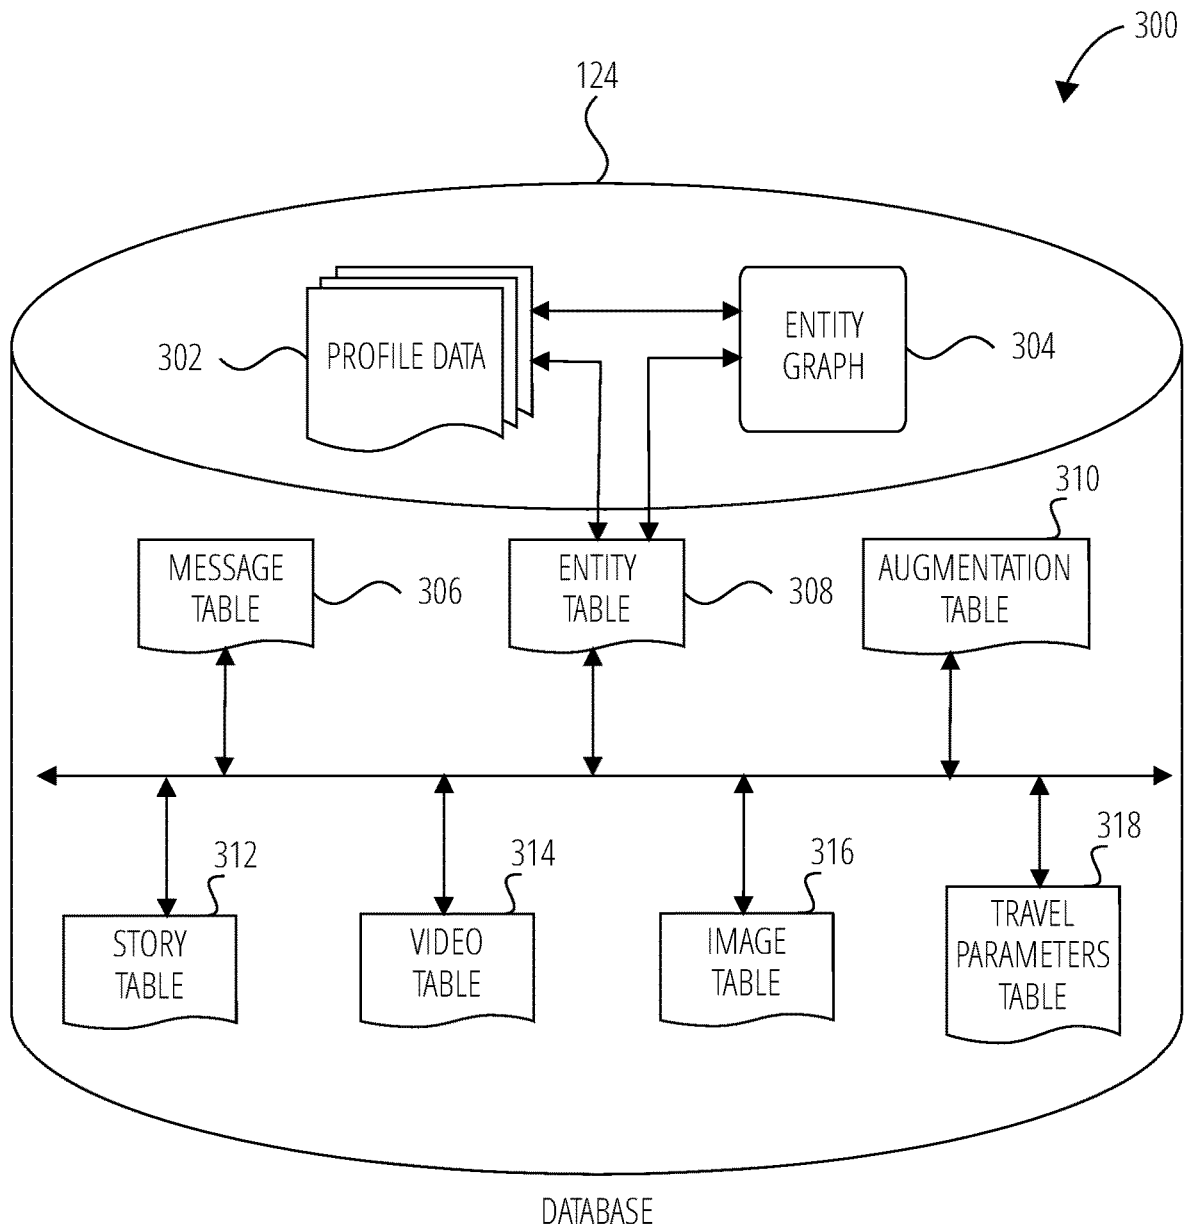 300
124
302
PROFILE DATA
ENTITY
GRAPH
304
310
MESSAGE
TABLE
306
ENTITY
TABLE
308
AUGMENTATION
TABLE
312
STORY
TABLE
314
VIDEO
TABLE
316
IMAGE
TABLE
318
TRAVEL
PARAMETERS
TABLE
DATABASE